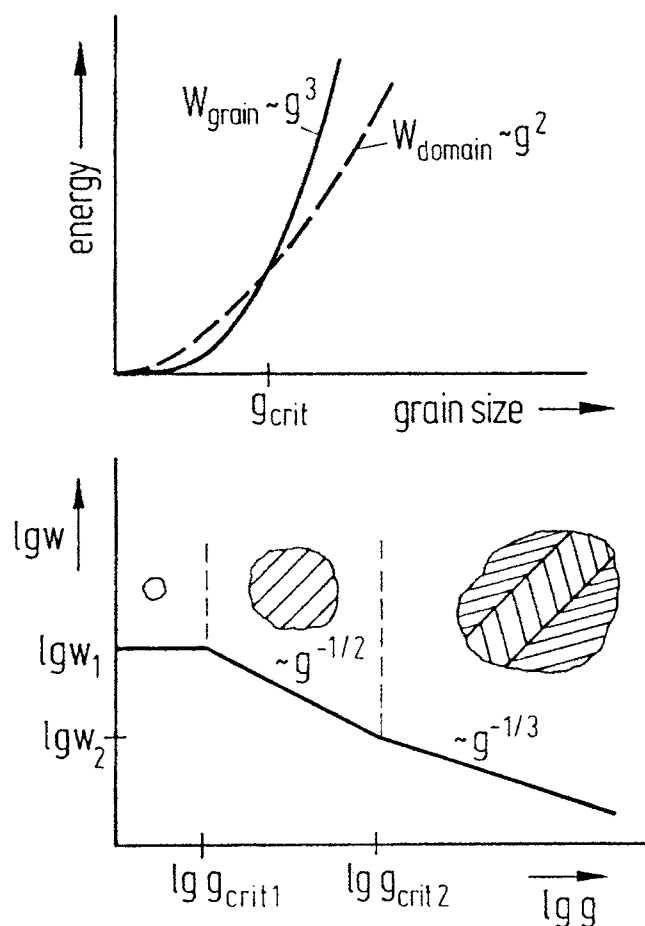 energy
W_grain ~ g^3
W_domain ~ g^2
g_crit
grain size
lg w
lg w_1
lg w_2
~ g^-1/2
~ g^-1/3
lg g_crit1
lg g_crit2
lg g